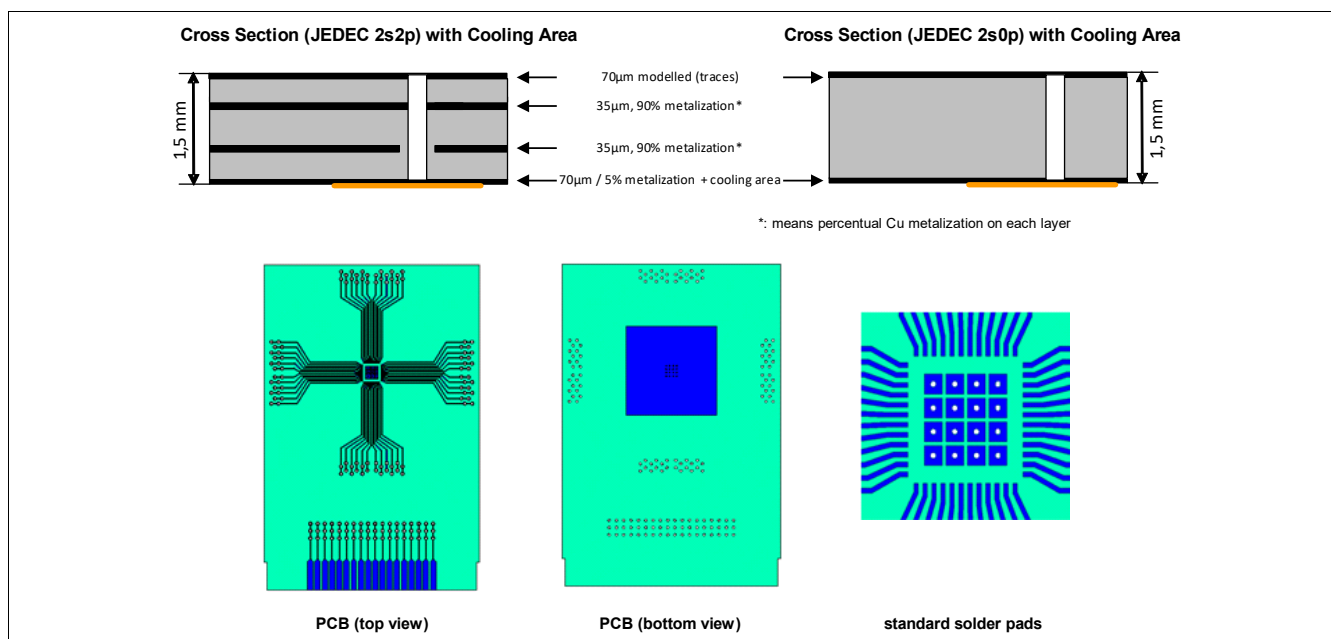 Cross Section (JEDEC 2s2p) with Cooling Area
Cross Section (JEDEC 2s0p) with Cooling Area
1,5 mm
70µm modelled (traces)
35µm, 90% metalization*
35µm, 90% metalization*
70µm / 5% metalization + cooling area
1,5 mm
*: means percentual Cu metalization on each layer
PCB (top view)
PCB (bottom view)
standard solder pads